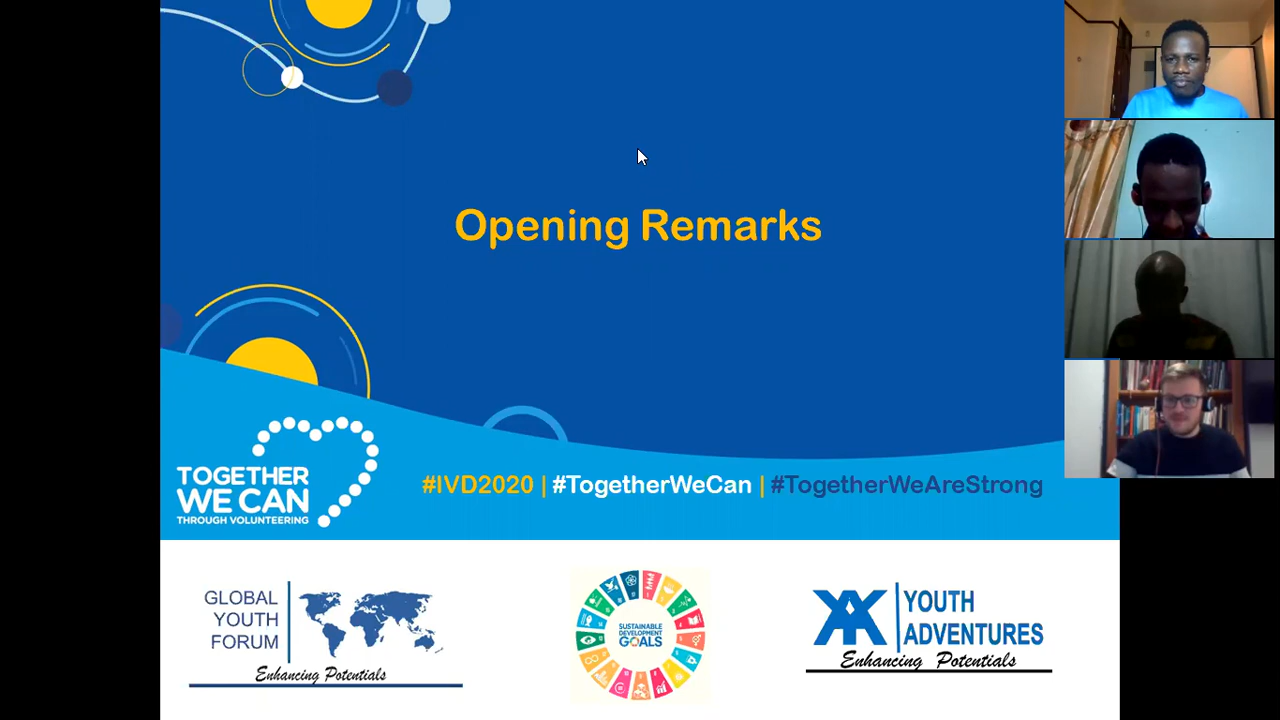 Opening Remarks
TOGETHER
WE CAN
THROUGH VOLUNTEERING
#IVD2020 | #TogetherWeCan | #TogetherWeAreStrong
GLOBAL
YOUTH
FORUM
Enhancing Potentials
SUSTAINABLE
DEVELOPMENT
GOALS
YOUTH
ADVENTURES
Enhancing Potentials